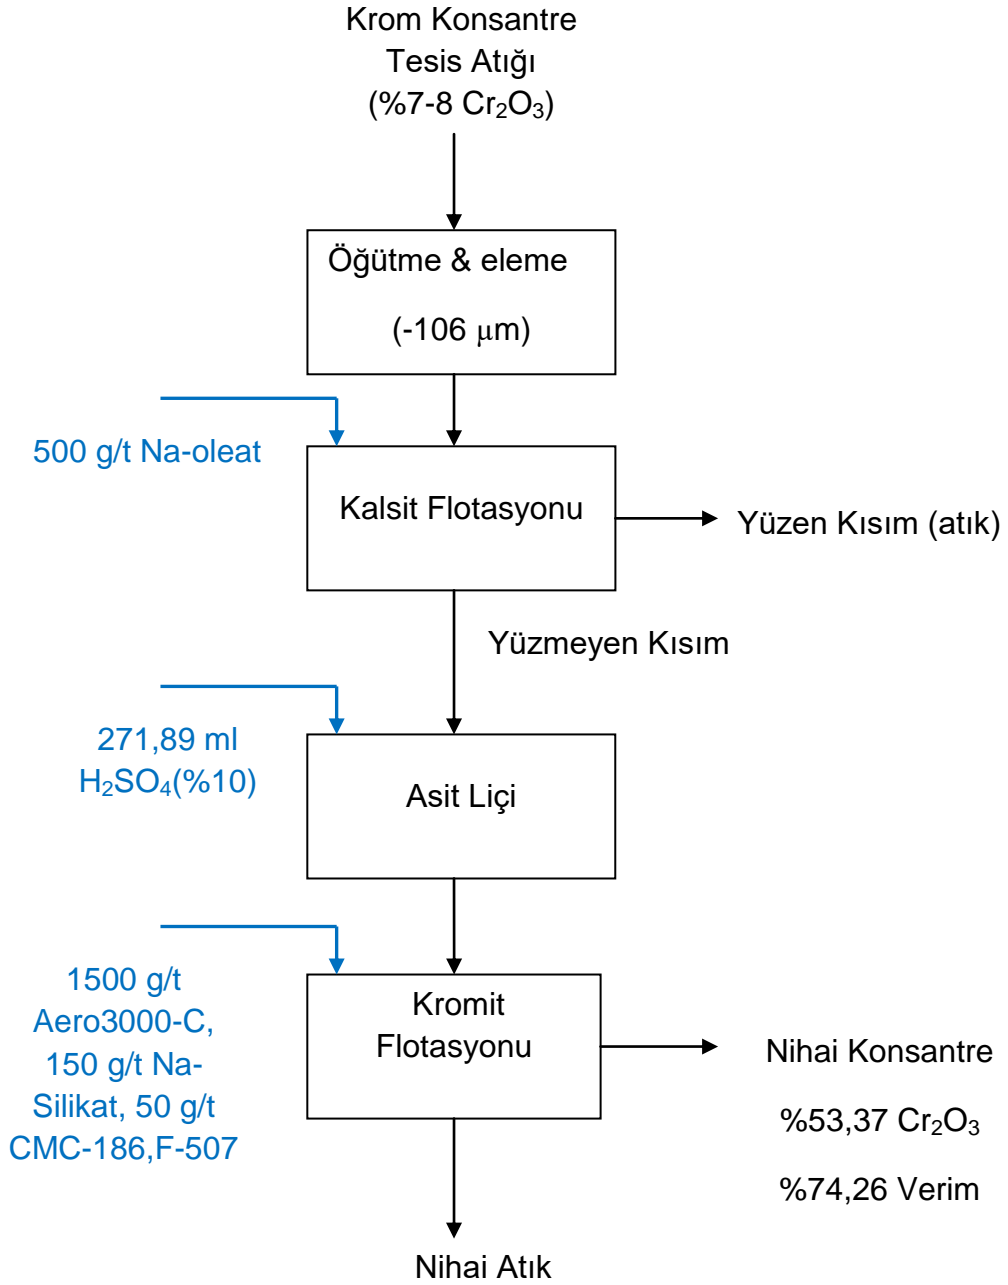 Krom Konsantre
Tesis Atığı
(%7-8 Cr₂O₃)
Öğütme & eleme
(-106 µm)
500 g/t Na-oleat
Kalsit Flotasyonu
Yüzen Kısım (atık)
Yüzmeyen Kısım
271,89 ml
H₂SO₄(%10)
Asit Liçi
1500 g/t
Aero3000-C,
150 g/t Na-
Silikat, 50 g/t
CMC-186,F-507
Kromit
Flotasyonu
Nihai Konsantre
%53,37 Cr₂O₃
%74,26 Verim
Nihai Atık